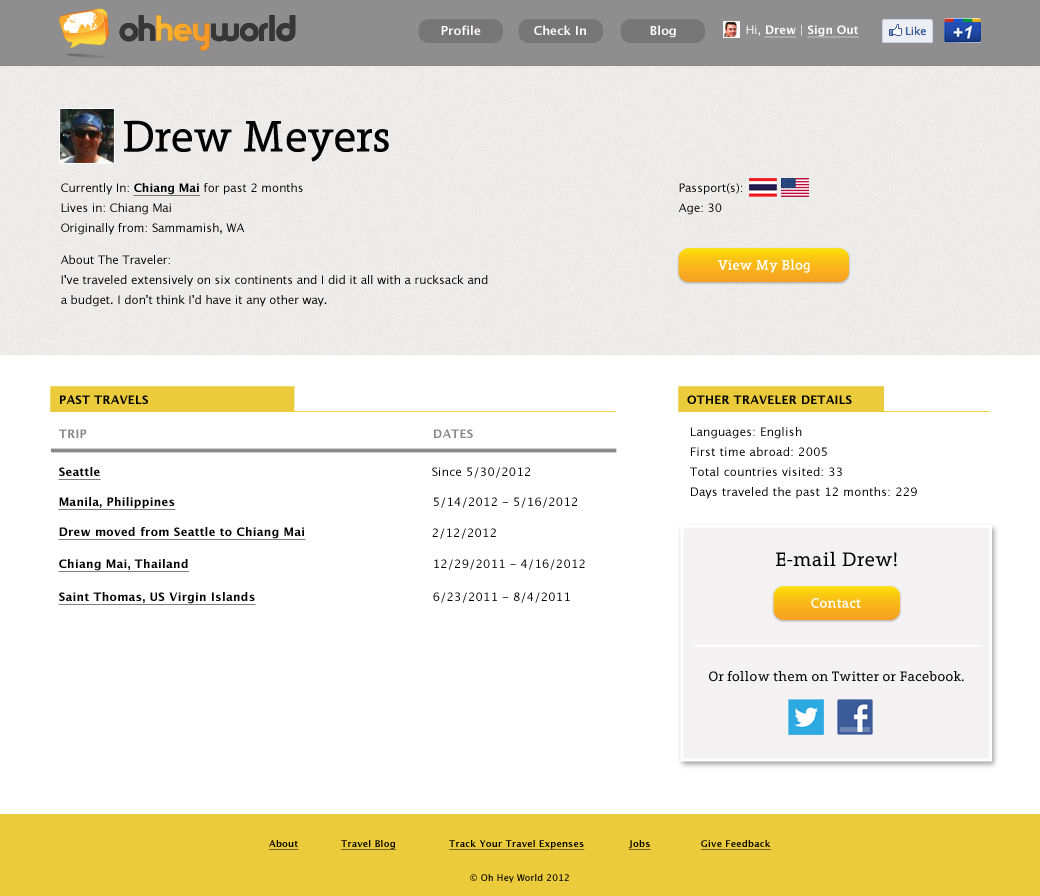 ohheyworld
Profile
Check In
Blog
Hi, Drew | Sign Out
Like
+1
Drew Meyers
Currently In: Chiang Mai for past 2 months
Lives in: Chiang Mai
Originally from: Sammamish, WA
About The Traveler:
I've traveled extensively on six continents and I did it all with a rucksack and
a budget. I don't think I'd have it any other way.
Passport(s):
Age: 30
View My Blog
PAST TRAVELS
TRIP DATES
Seattle Since 5/30/2012
Manila, Philippines 5/14/2012 – 5/16/2012
Drew moved from Seattle to Chiang Mai 2/12/2012
Chiang Mai, Thailand 12/29/2011 – 4/16/2012
Saint Thomas, US Virgin Islands 6/23/2011 – 8/4/2011
OTHER TRAVELER DETAILS
Languages: English
First time abroad: 2005
Total countries visited: 33
Days traveled the past 12 months: 229
E-mail Drew!
Contact
Or follow them on Twitter or Facebook.
f
About
Travel Blog
Track Your Travel Expenses
Jobs
Give Feedback
© Oh Hey World 2012